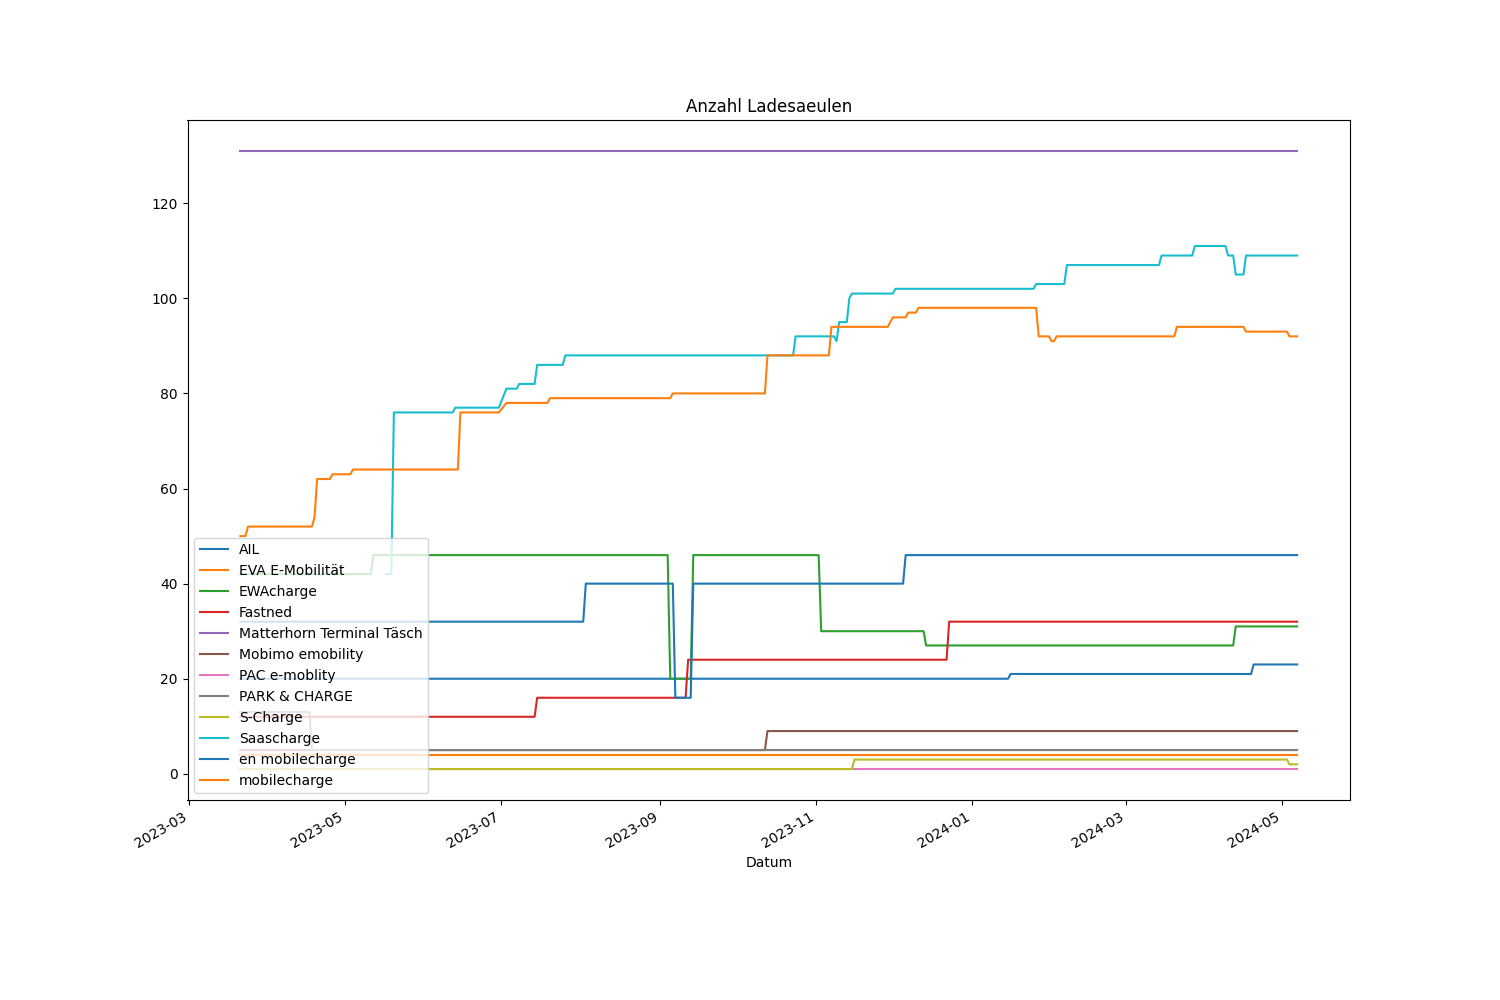 Anzahl Ladesaeulen
120
100
80
60
40
20
0
AIL
EVA E-Mobilität
EWAcharge
Fastned
Matterhorn Terminal Täsch
Mobimo emobility
PAC e-moblity
PARK & CHARGE
S-Charge
Saascharge
en mobilecharge
mobilecharge
2023-03
2023-05
2023-07
2023-09
2023-11
2024-01
2024-03
2024-05
Datum